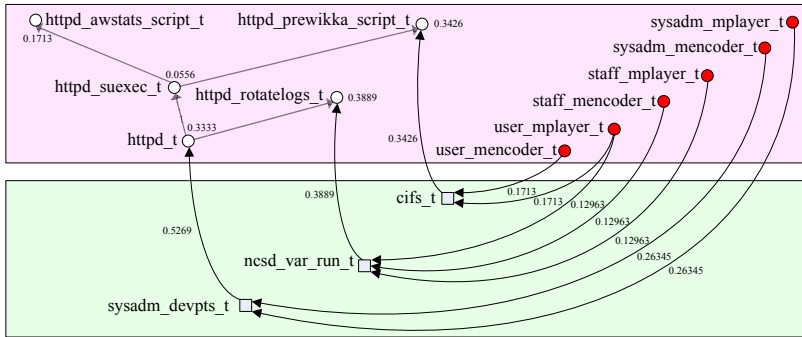 httpd_awstats_script_t
httpd_prewikka_script_t
0.3426
sysadm_mplayer_t
0.1713
sysadm_mencoder_t
0.0556
httpd_suexec_t
staff_mplayer_t
httpd_rotatelogs_t
0.3889
staff_mencoder_t
0.3333
user_mplayer_t
httpd_t
0.3426
user_mencoder_t
0.3889
cifs_t
0.1713
0.1713
0.12963
0.5269
0.12963
ncsd_var_run_t
0.26345
0.26345
sysadm_devpts_t